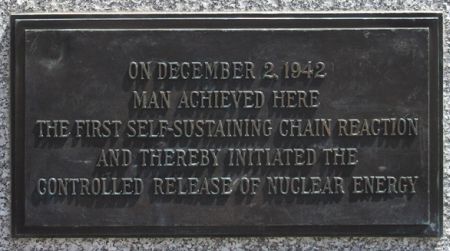 ON DECEMBER 2, 1942
MAN ACHIEVED HERE
THE FIRST SELF-SUSTAINING CHAIN REACTION
AND THEREBY INITIATED THE
CONTROLLED RELEASE OF NUCLEAR ENERGY